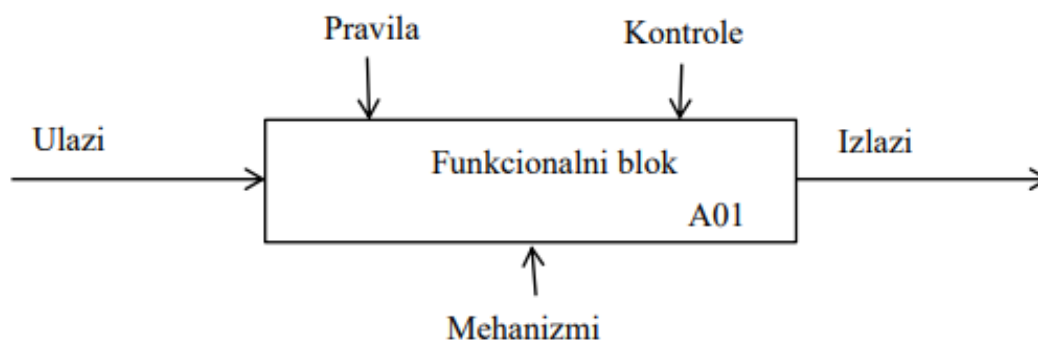 Pravila
Kontrole
Ulazi
Funkcionalni blok
Izlazi
A01
Mehanizmi